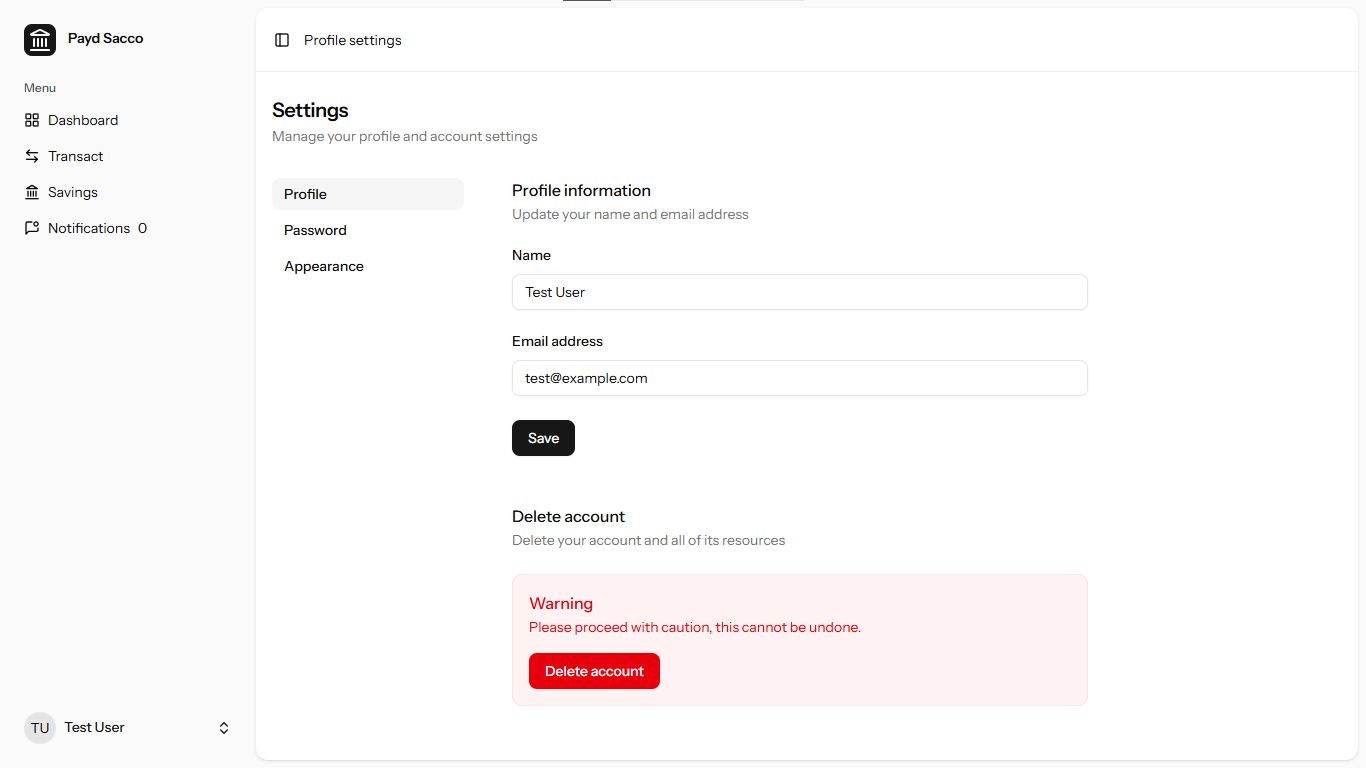 Payd Sacco
Menu
Dashboard
Transact
Savings
Notifications 0
TU Test User
Profile settings
Settings
Manage your profile and account settings
Profile
Password
Appearance
Profile information
Update your name and email address
Name
Test User
Email address
test@example.com
Save
Delete account
Delete your account and all of its resources
Warning
Please proceed with caution, this cannot be undone.
Delete account